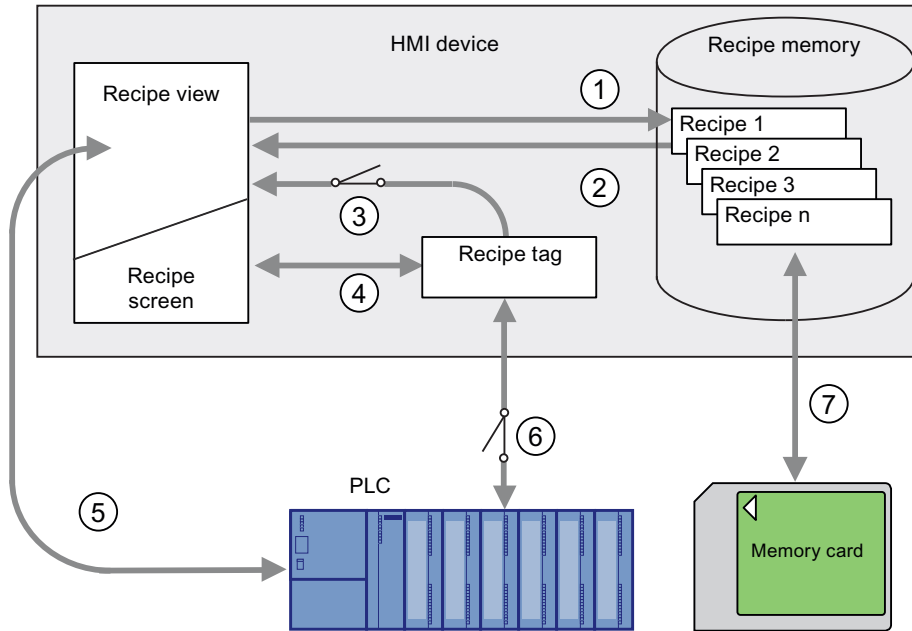 HMI device
Recipe memory
Recipe view
1
Recipe 1
Recipe 2
2
Recipe 3
3
Recipe n
Recipe tag
Recipe
screen
4
7
6
PLC
5
Memory card